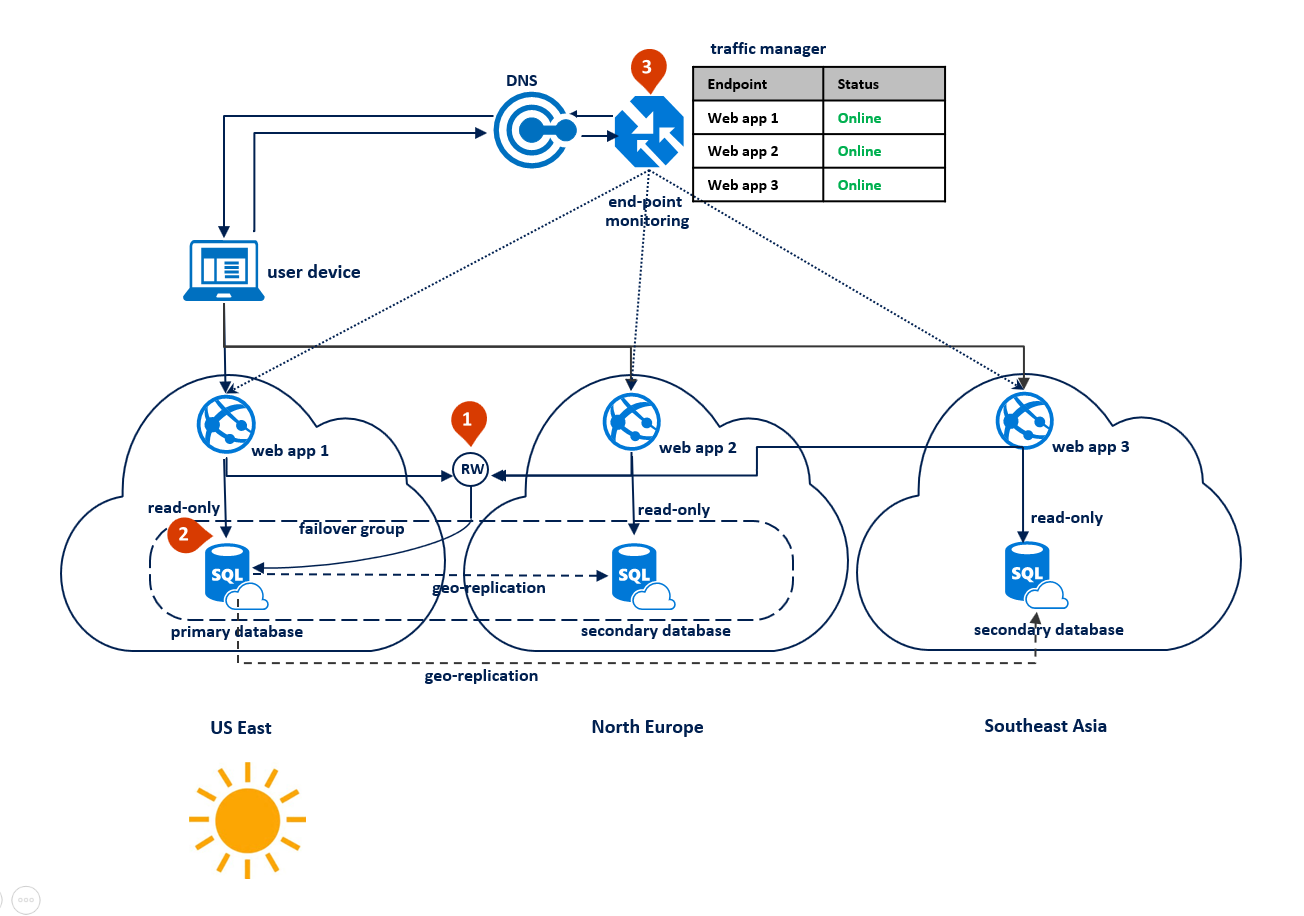 traffic manager
3
DNS
Endpoint Status
Web app 1 Online
Web app 2 Online
Web app 3 Online
end-point
monitoring
user device
1
web app 1
web app 2
web app 3
RW
read-only
read-only
read-only
2
failover group
SQL
SQL
SQL
geo-replication
primary database
secondary database
secondary database
geo-replication
US East
North Europe
Southeast Asia